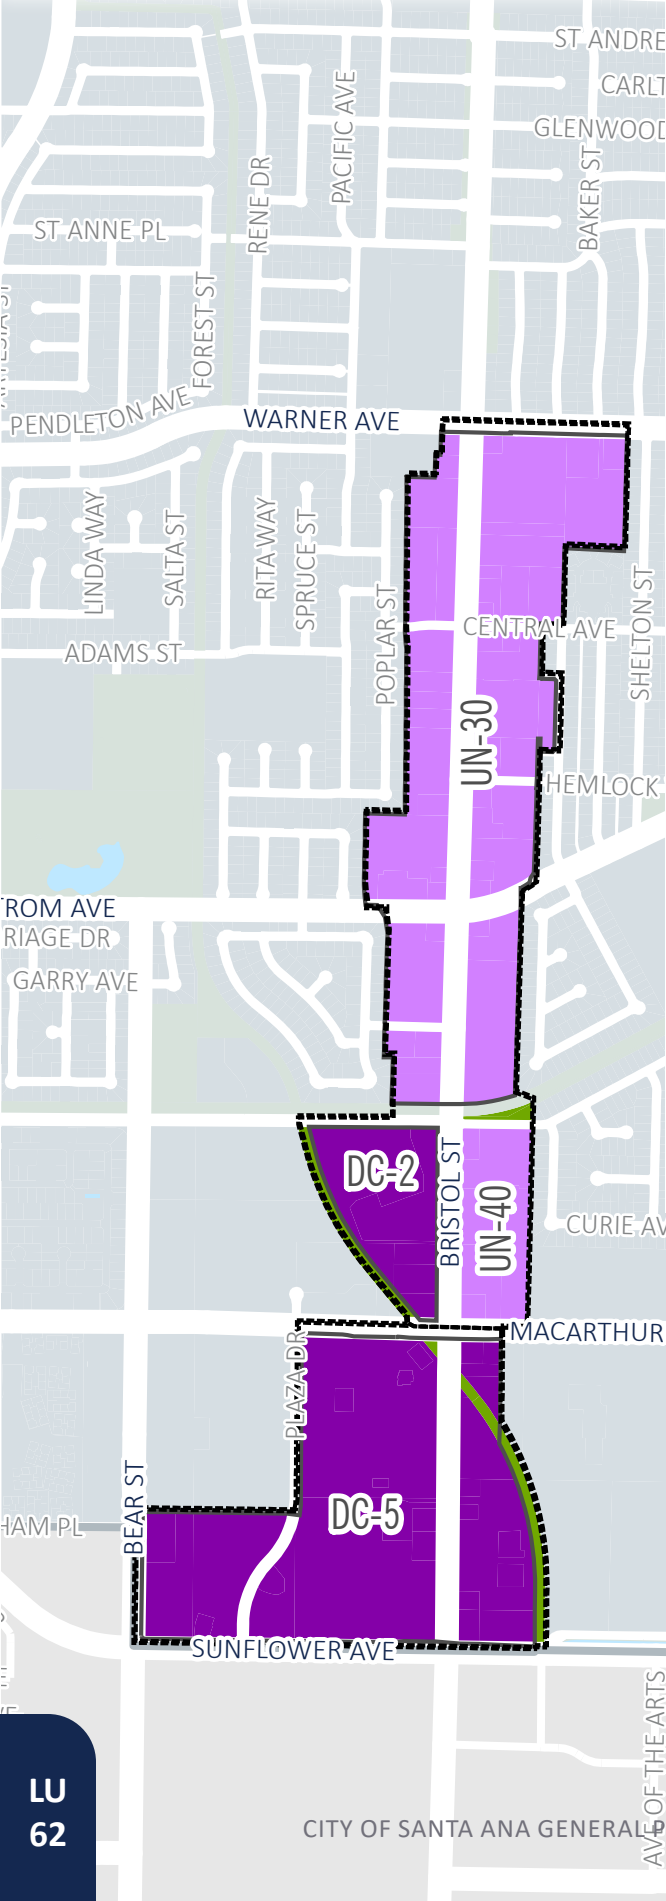 ST ANDRE
CARLT
GLENWOOD
PACIFIC AVE
BAKER ST
RENE DR
ST ANNE PL
FOREST ST
PENDLETON AVE
WARNER AVE
LINDA WAY
SALTA ST
RITA WAY
SPRUCE ST
POPLAR ST
CENTRAL AVE
SHELTON ST
ADAMS ST
UN-30
HEMLOCK
ROM AVE
RIAGE DR
GARRY AVE
DC-2
BRISTOL ST
UN-40
CURIE AV
MACARTHUR
PLAZA DR
BEAR ST
DC-5
HAM PL
SUNFLOWER AVE
AVE OF THE ARTS
LU
62
CITY OF SANTA ANA GENERAL P